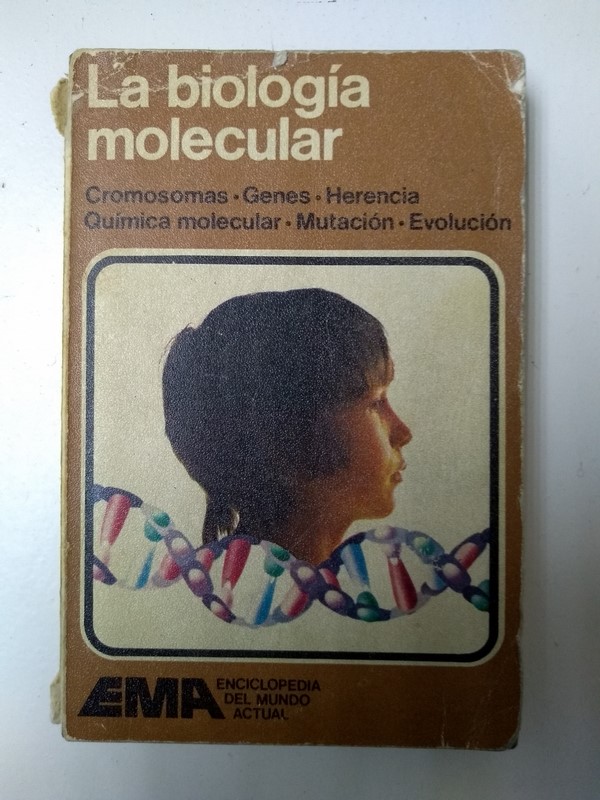 La biología
molecular
Cromosomas · Genes · Herencia
Química molecular · Mutación · Evolución
EMA
ENCICLOPEDIA
DEL MUNDO
ACTUAL